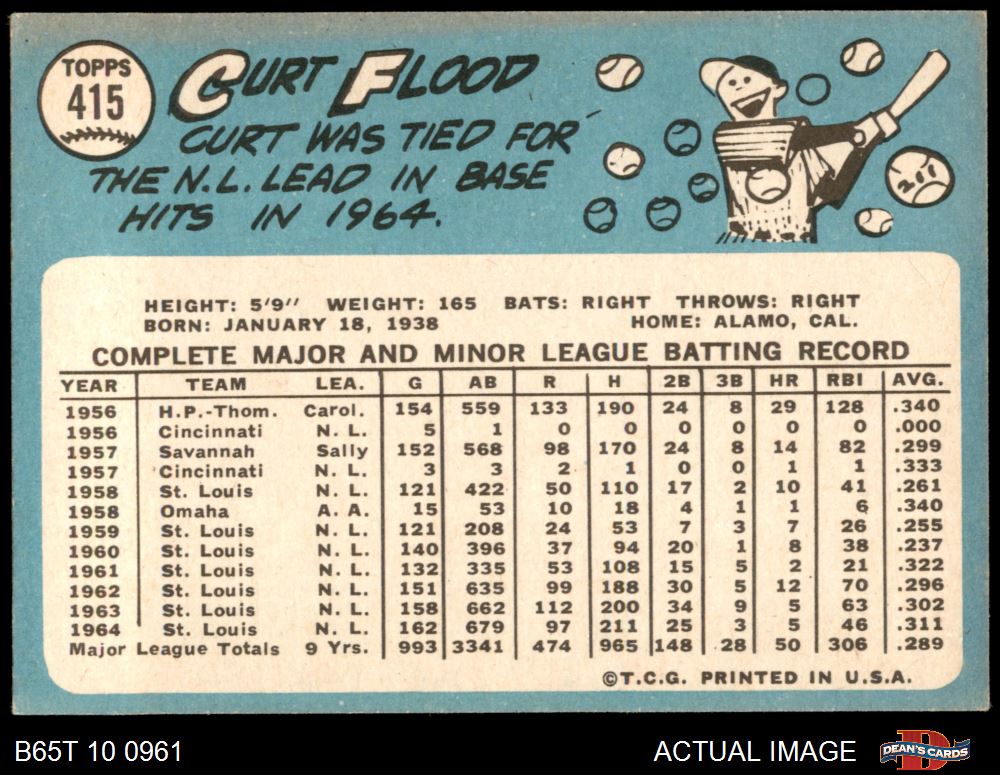 TOPPS
415
CURT FLOOD
CURT WAS TIED FOR
THE N.L. LEAD IN BASE
HITS IN 1964.
211
HEIGHT: 5'9" WEIGHT: 165 BATS: RIGHT THROWS: RIGHT
BORN: JANUARY 18, 1938 HOME: ALAMO, CAL.
COMPLETE MAJOR AND MINOR LEAGUE BATTING RECORD
YEAR TEAM LEA. G AB R H 2B 3B HR RBI AVG.
1956 H.P.-Thom. Carol. 154 559 133 190 24 8 29 128 .340
1956 Cincinnati N. L. 5 1 0 0 0 0 0 0 .000
1957 Savannah Sally 152 568 98 170 24 8 14 82 .299
1957 Cincinnati N. L. 3 3 2 1 0 0 1 1 .333
1958 St. Louis N. L. 121 422 50 110 17 2 10 41 .261
1958 Omaha A. A. 15 53 10 18 4 1 1 6 .340
1959 St. Louis N. L. 121 208 24 53 7 3 7 26 .255
1960 St. Louis N. L. 140 396 37 94 20 1 8 38 .237
1961 St. Louis N. L. 132 335 53 108 15 5 2 21 .322
1962 St. Louis N. L. 151 635 99 188 30 5 12 70 .296
1963 St. Louis N. L. 158 662 112 200 34 9 5 63 .302
1964 St. Louis N. L. 162 679 97 211 25 3 5 46 .311
Major League Totals 9 Yrs. 993 3341 474 965 148 28 50 306 .289
©T.C.G. PRINTED IN U.S.A.
B65T 10 0961 ACTUAL IMAGE DEAN'S CARDS